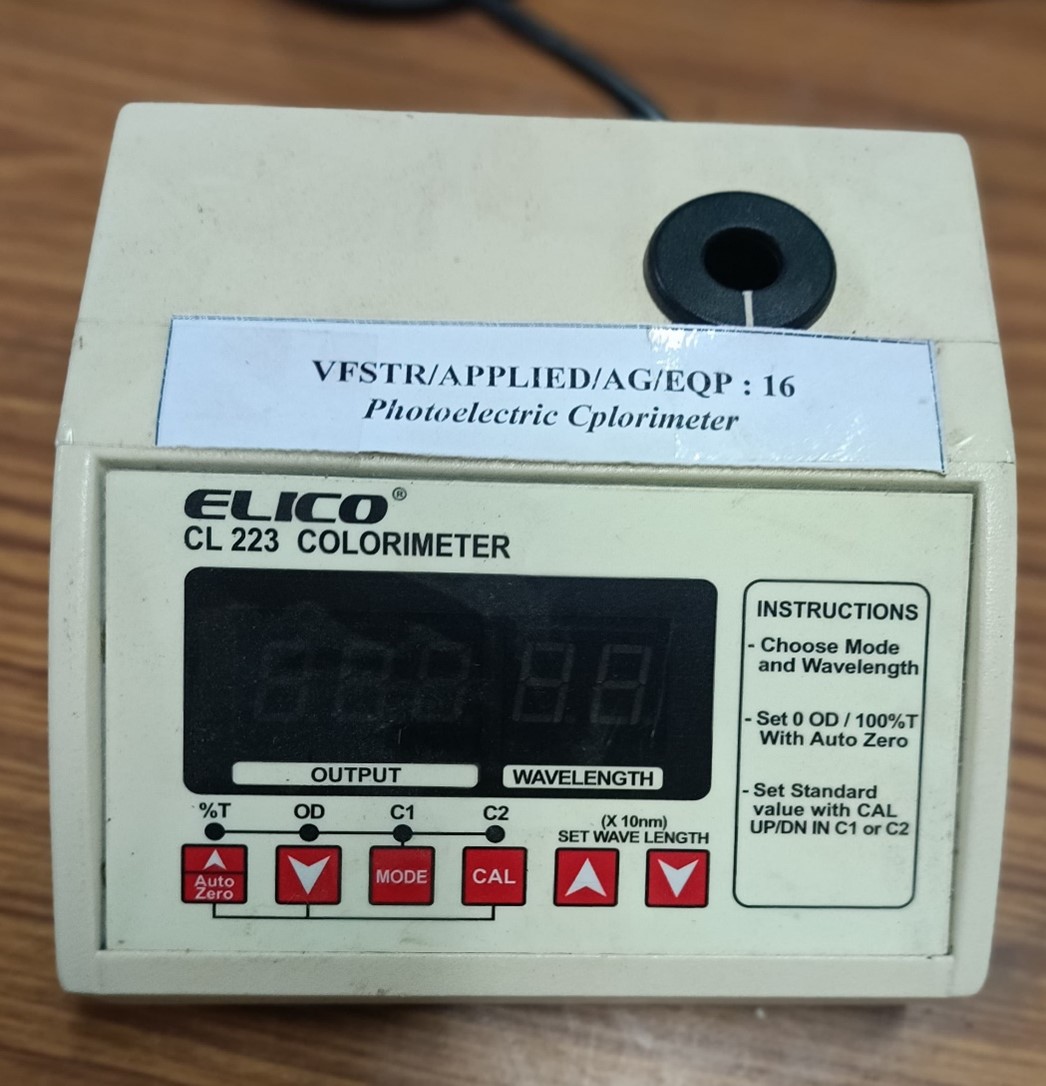 VFSTR/APPLIED/AG/EQP : 16
Photoelectric Cplorimeter
ELICO®
CL 223 COLORIMETER
OUTPUT
WAVELENGTH
%T OD C1 C2
(X 10nm)
SET WAVE LENGTH
Auto
Zero
MODE
CAL
INSTRUCTIONS
- Choose Mode
and Wavelength
- Set 0 OD / 100%T
With Auto Zero
- Set Standard
value with CAL
UP/DN IN C1 or C2